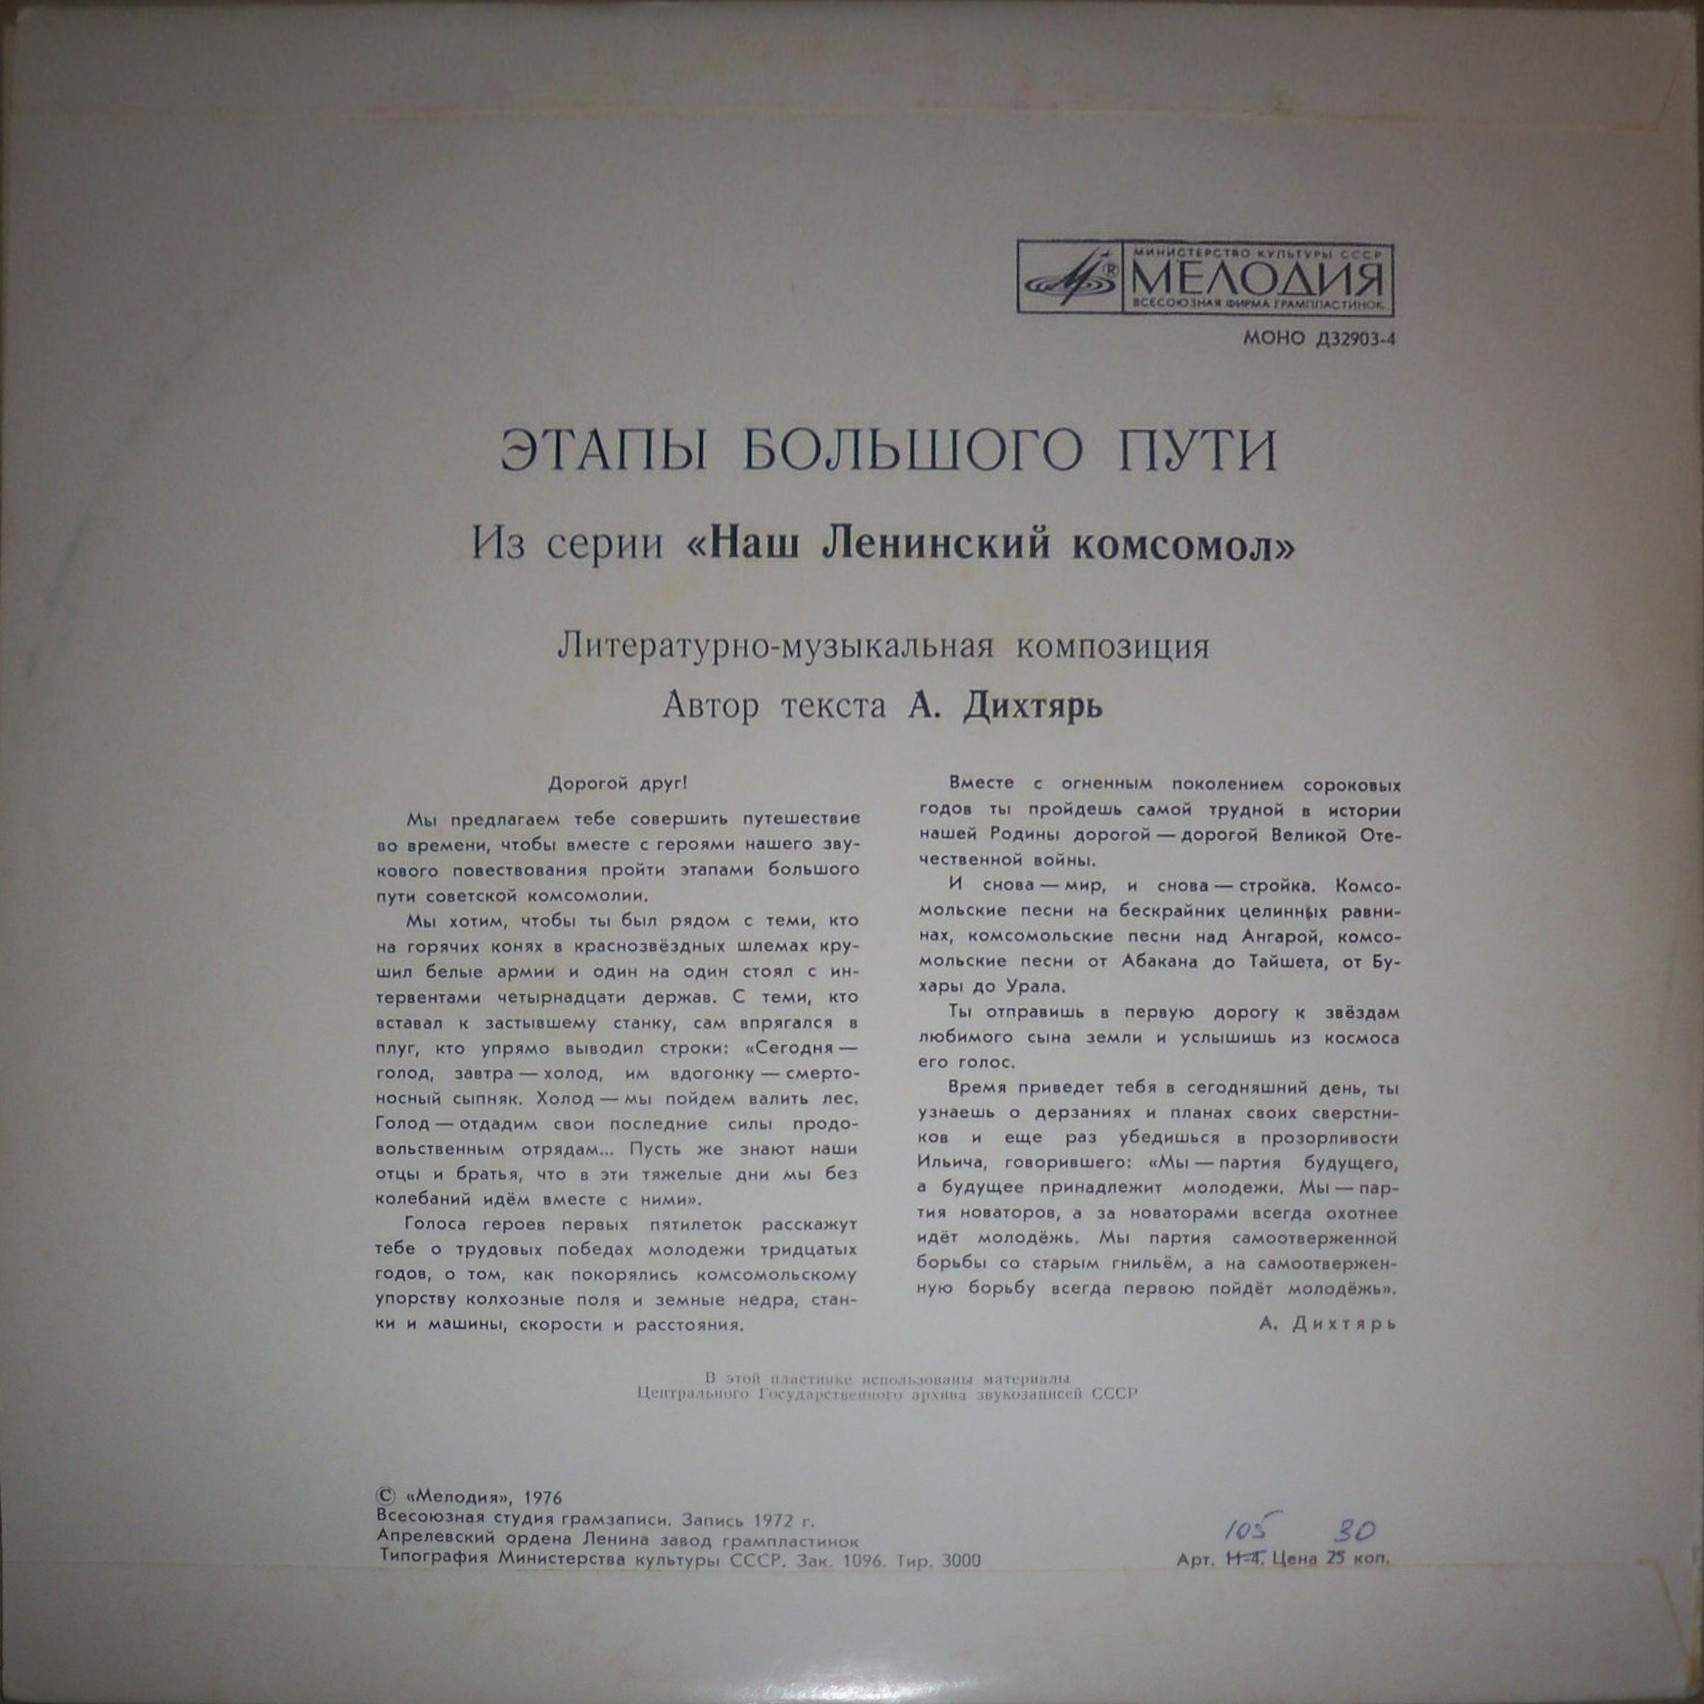 МИНИСТЕРСТВО КУЛЬТУРЫ СССР
МЕЛОДИЯ
ВСЕСОЮЗНАЯ ФИРМА ГРАМПЛАСТИНОК
МОНО Д32903-4
ЭТАПЫ БОЛЬШОГО ПУТИ
Из серии «Наш Ленинский комсомол»
Литературно-музыкальная композиция
Автор текста А. Дихтярь
Дорогой друг!
Мы предлагаем тебе совершить путешествие
во времени, чтобы вместе с героями нашего зву-
кового повествования пройти этапами большого
пути советской комсомолии.
Мы хотим, чтобы ты был рядом с теми, кто
на горячих конях в краснозвёздных шлемах кру-
шил белые армии и один на один стоял с ин-
тервентами четырнадцати держав. С теми, кто
вставал к застывшему станку, сам впрягался в
плуг, кто упрямо выводил строки: «Сегодня —
голод, завтра — холод, им вдогонку — смерто-
носный сыпняк. Холод — мы пойдем валить лес.
Голод — отдадим свои последние силы продо-
вольственным отрядам... Пусть же знают наши
отцы и братья, что в эти тяжелые дни мы без
колебаний идём вместе с ними».
Голоса героев первых пятилеток расскажут
тебе о трудовых победах молодежи тридцатых
годов, о том, как покорялись комсомольскому
упорству колхозные поля и земные недра, стан-
ки и машины, скорости и расстояния.
Вместе с огненным поколением сороковых
годов ты пройдешь самой трудной в истории
нашей Родины дорогой — дорогой Великой Оте-
чественной войны.
И снова — мир, и снова — стройка. Комсо-
мольские песни на бескрайних целинных равни-
нах, комсомольские песни над Ангарой, комсо-
мольские песни от Абакана до Тайшета, от Бу-
хары до Урала.
Ты отправишь в первую дорогу к звёздам
любимого сына земли и услышишь из космоса
его голос.
Время приведет тебя в сегодняшний день, ты
узнаешь о дерзаниях и планах своих сверстни-
ков и еще раз убедишься в прозорливости
Ильича, говорившего: «Мы — партия будущего,
а будущее принадлежит молодежи. Мы — пар-
тия новаторов, а за новаторами всегда охотнее
идёт молодёжь. Мы партия самоотверженной
борьбы со старым гнильём, а на самоотвержен-
ную борьбу всегда первою пойдёт молодёжь».
А. Дихтярь
В этой пластинке использованы материалы
Центрального Государственного архива звукозаписей СССР
© «Мелодия», 1976
Всесоюзная студия грамзаписи. Запись 1972 г.
Апрелевский ордена Ленина завод грампластинок
Типография Министерства культуры СССР. Зак. 1096. Тир. 3000
105 30
Арт. 11-4. Цена 25 коп.